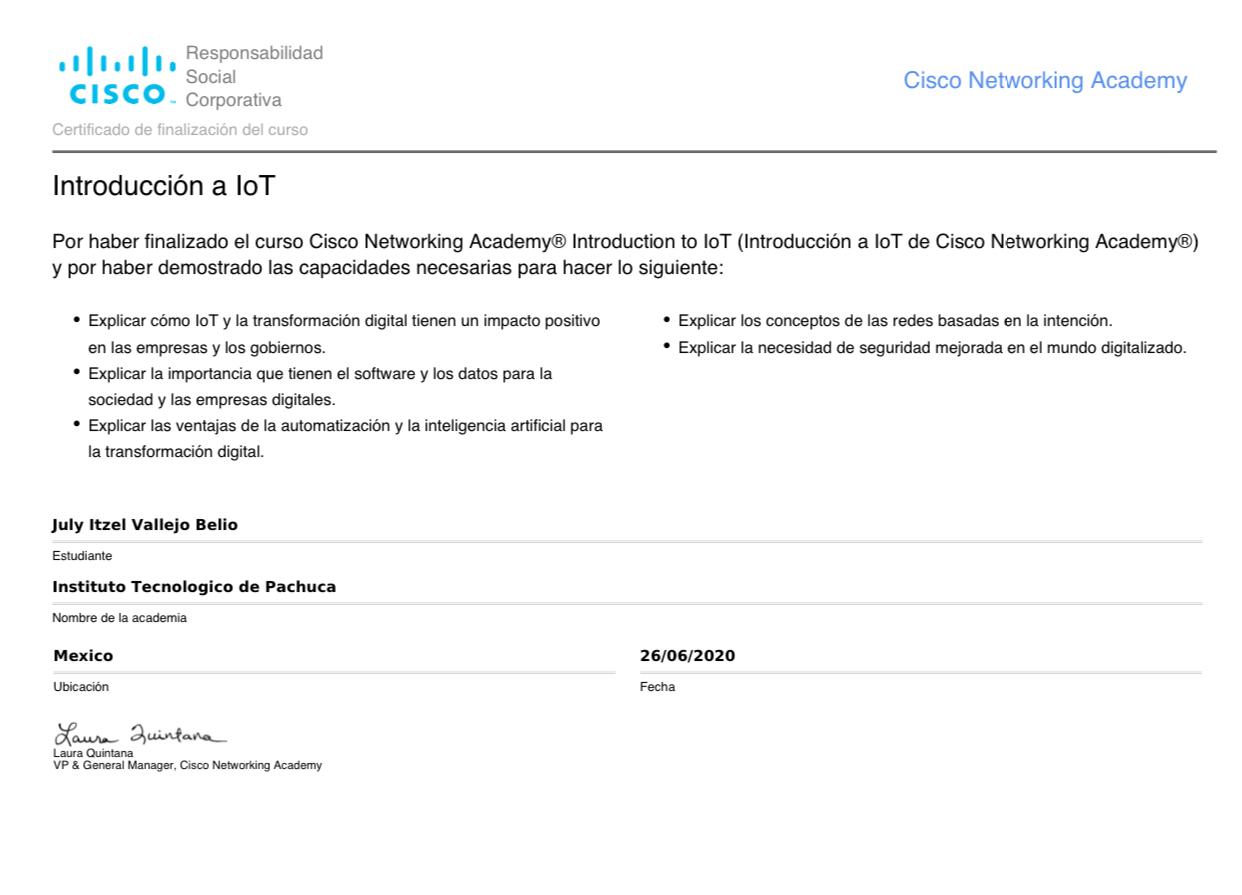 CISCO
Responsabilidad
Social
Corporativa
Cisco Networking Academy
Certificado de finalización del curso
Introducción a IoT
Por haber finalizado el curso Cisco Networking Academy® Introduction to IoT (Introducción a IoT de Cisco Networking Academy®)
y por haber demostrado las capacidades necesarias para hacer lo siguiente:
• Explicar cómo IoT y la transformación digital tienen un impacto positivo
en las empresas y los gobiernos.
• Explicar la importancia que tienen el software y los datos para la
sociedad y las empresas digitales.
• Explicar las ventajas de la automatización y la inteligencia artificial para
la transformación digital.
• Explicar los conceptos de las redes basadas en la intención.
• Explicar la necesidad de seguridad mejorada en el mundo digitalizado.
July Itzel Vallejo Belio
Estudiante
Instituto Tecnologico de Pachuca
Nombre de la academia
Mexico
Ubicación
26/06/2020
Fecha
Laura Quintana
Laura Quintana
VP & General Manager, Cisco Networking Academy